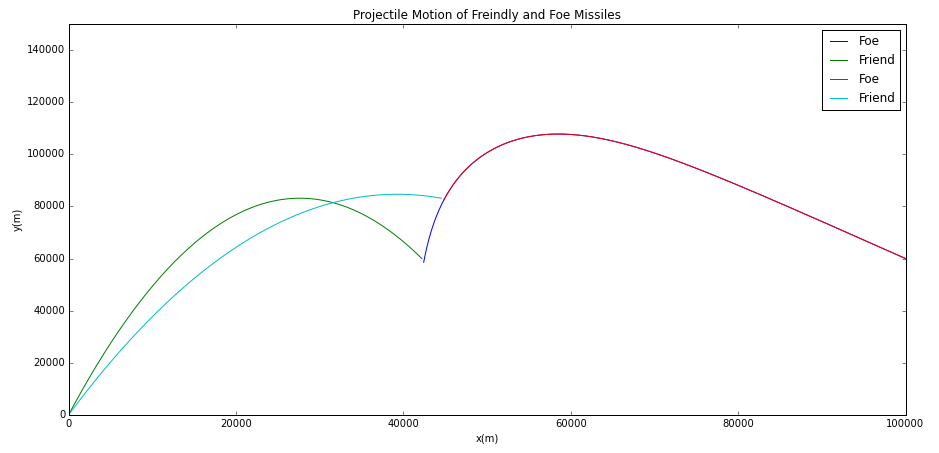 Projectile Motion of Freindly and Foe Missiles
Foe
Friend
Foe
Friend
140000
120000
100000
80000
60000
40000
20000
0
y(m)
0 20000 40000 60000 80000 100000
x(m)